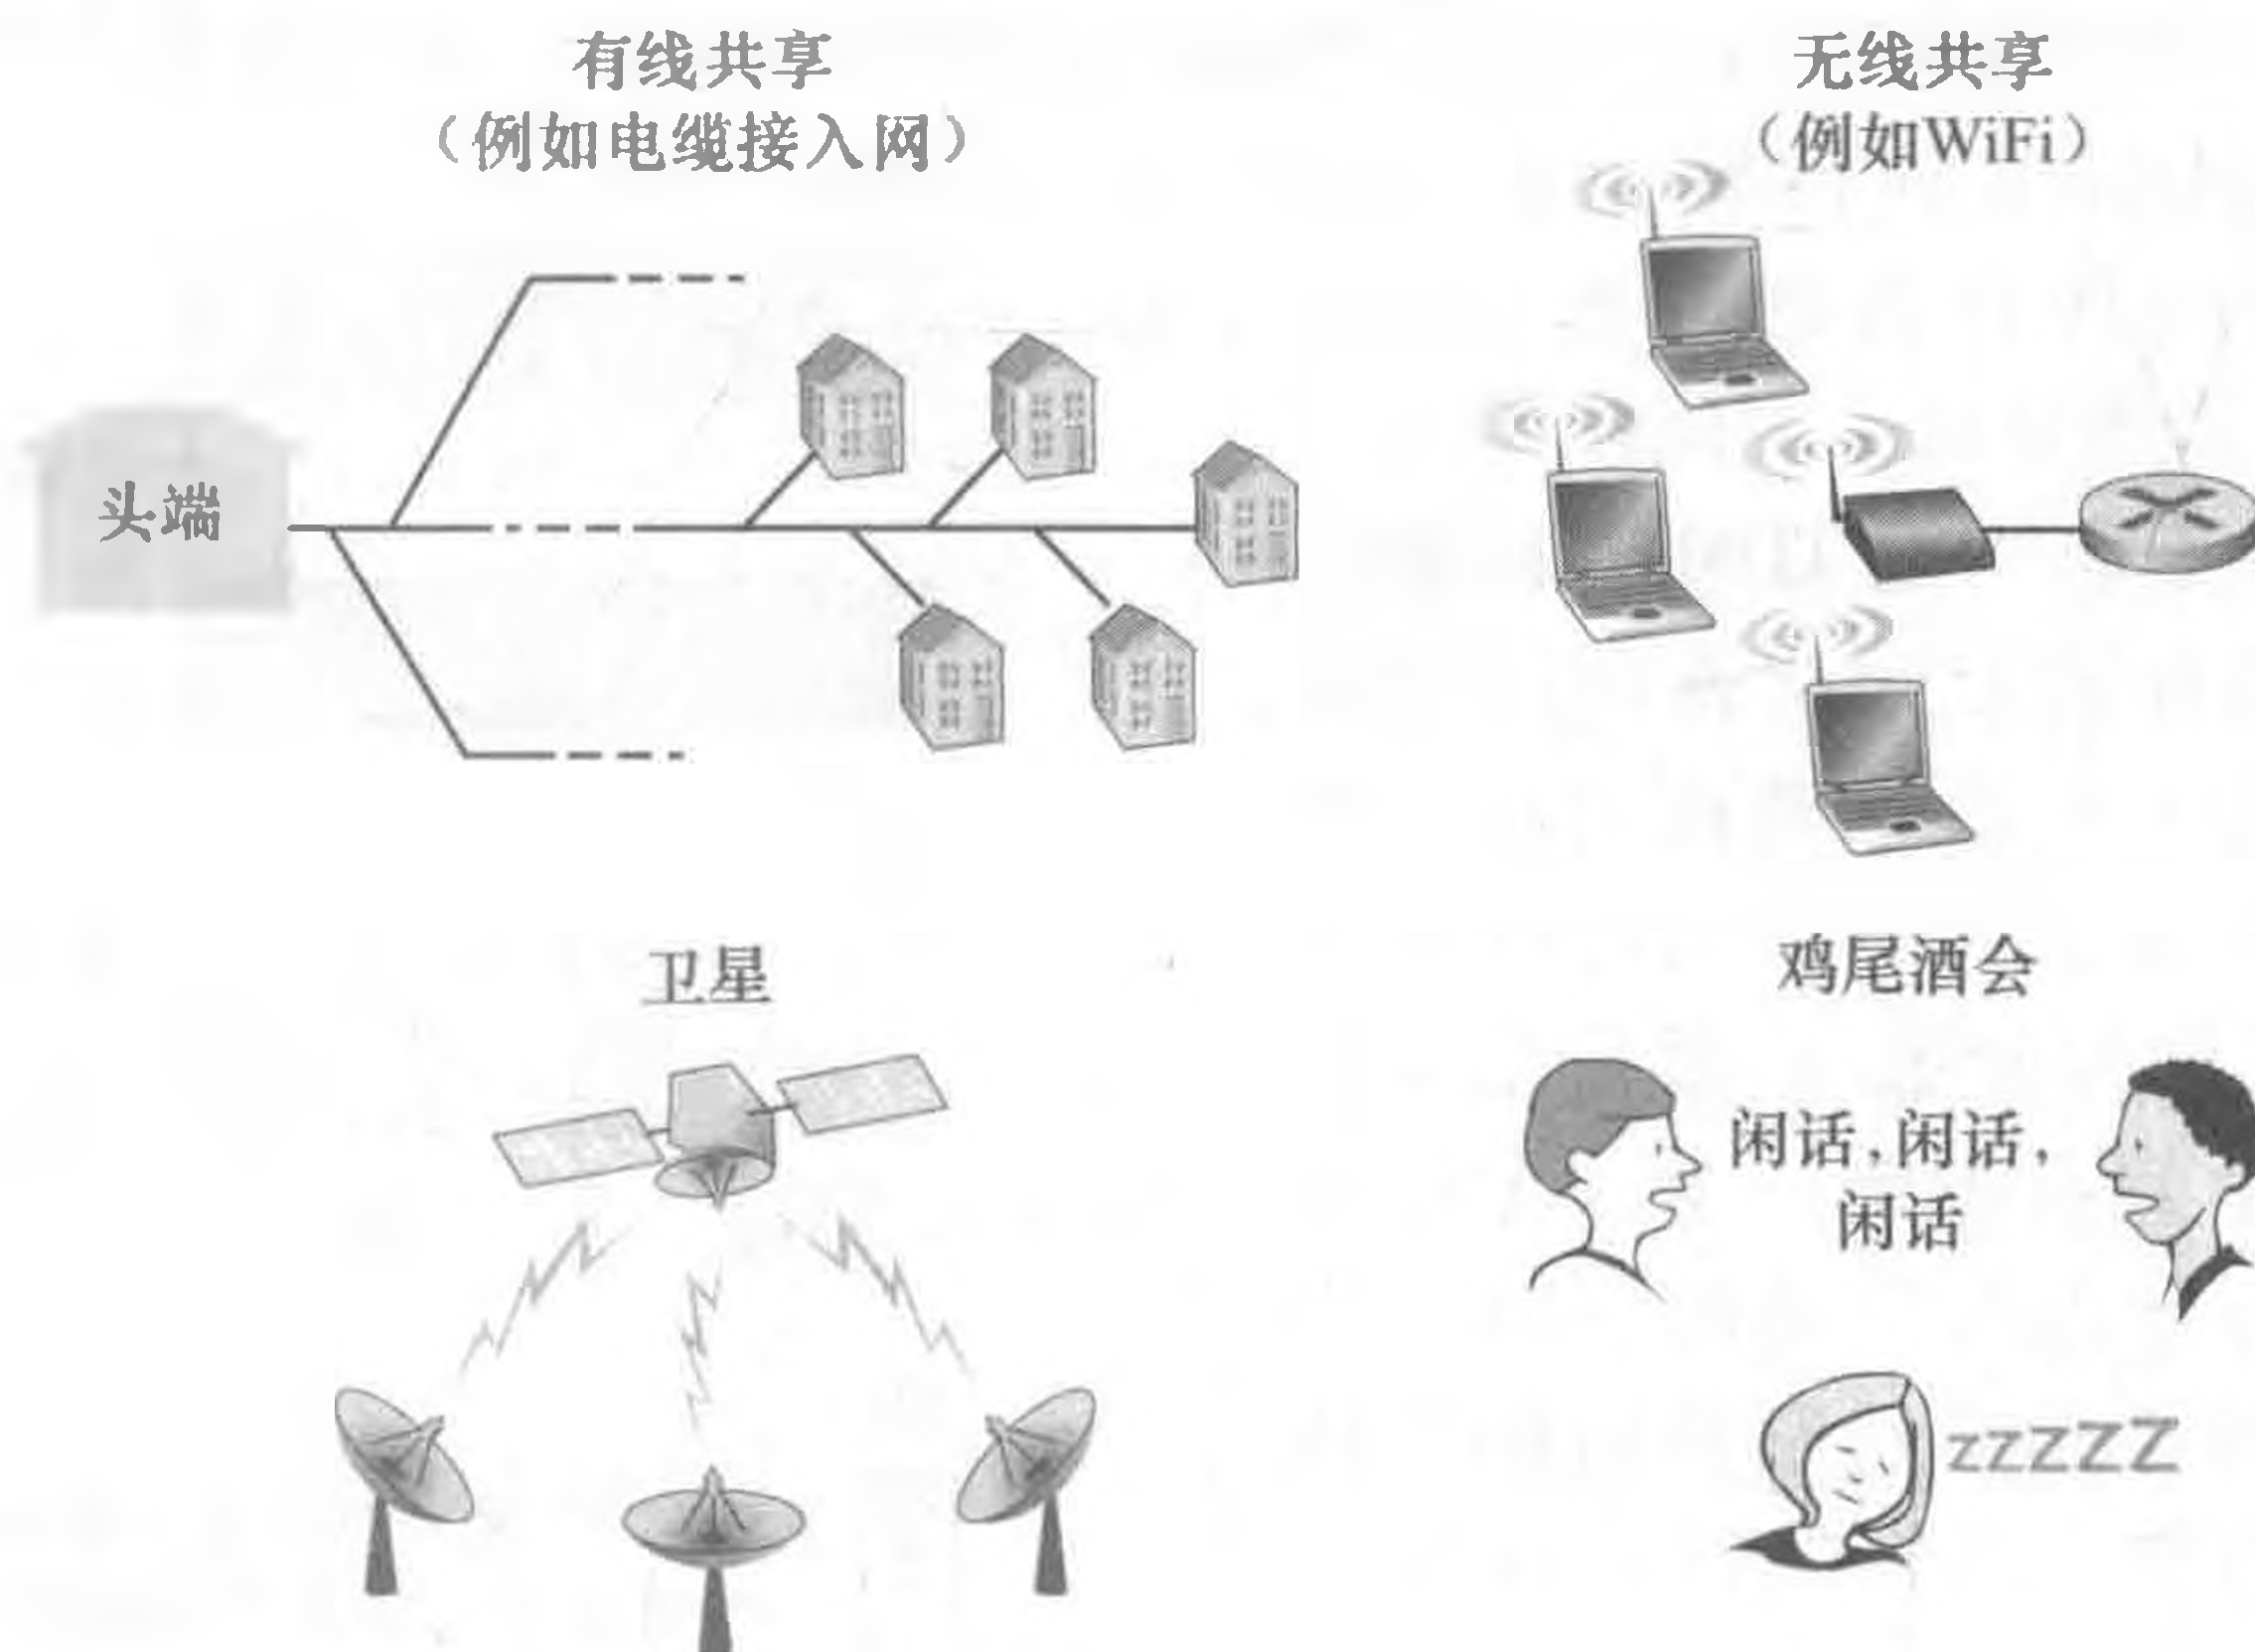 有线共享
（例如电缆接入网）
无线共享
（例如WiFi）
头端
卫星
鸡尾酒会
闲话，闲话，
闲话
zzzzz